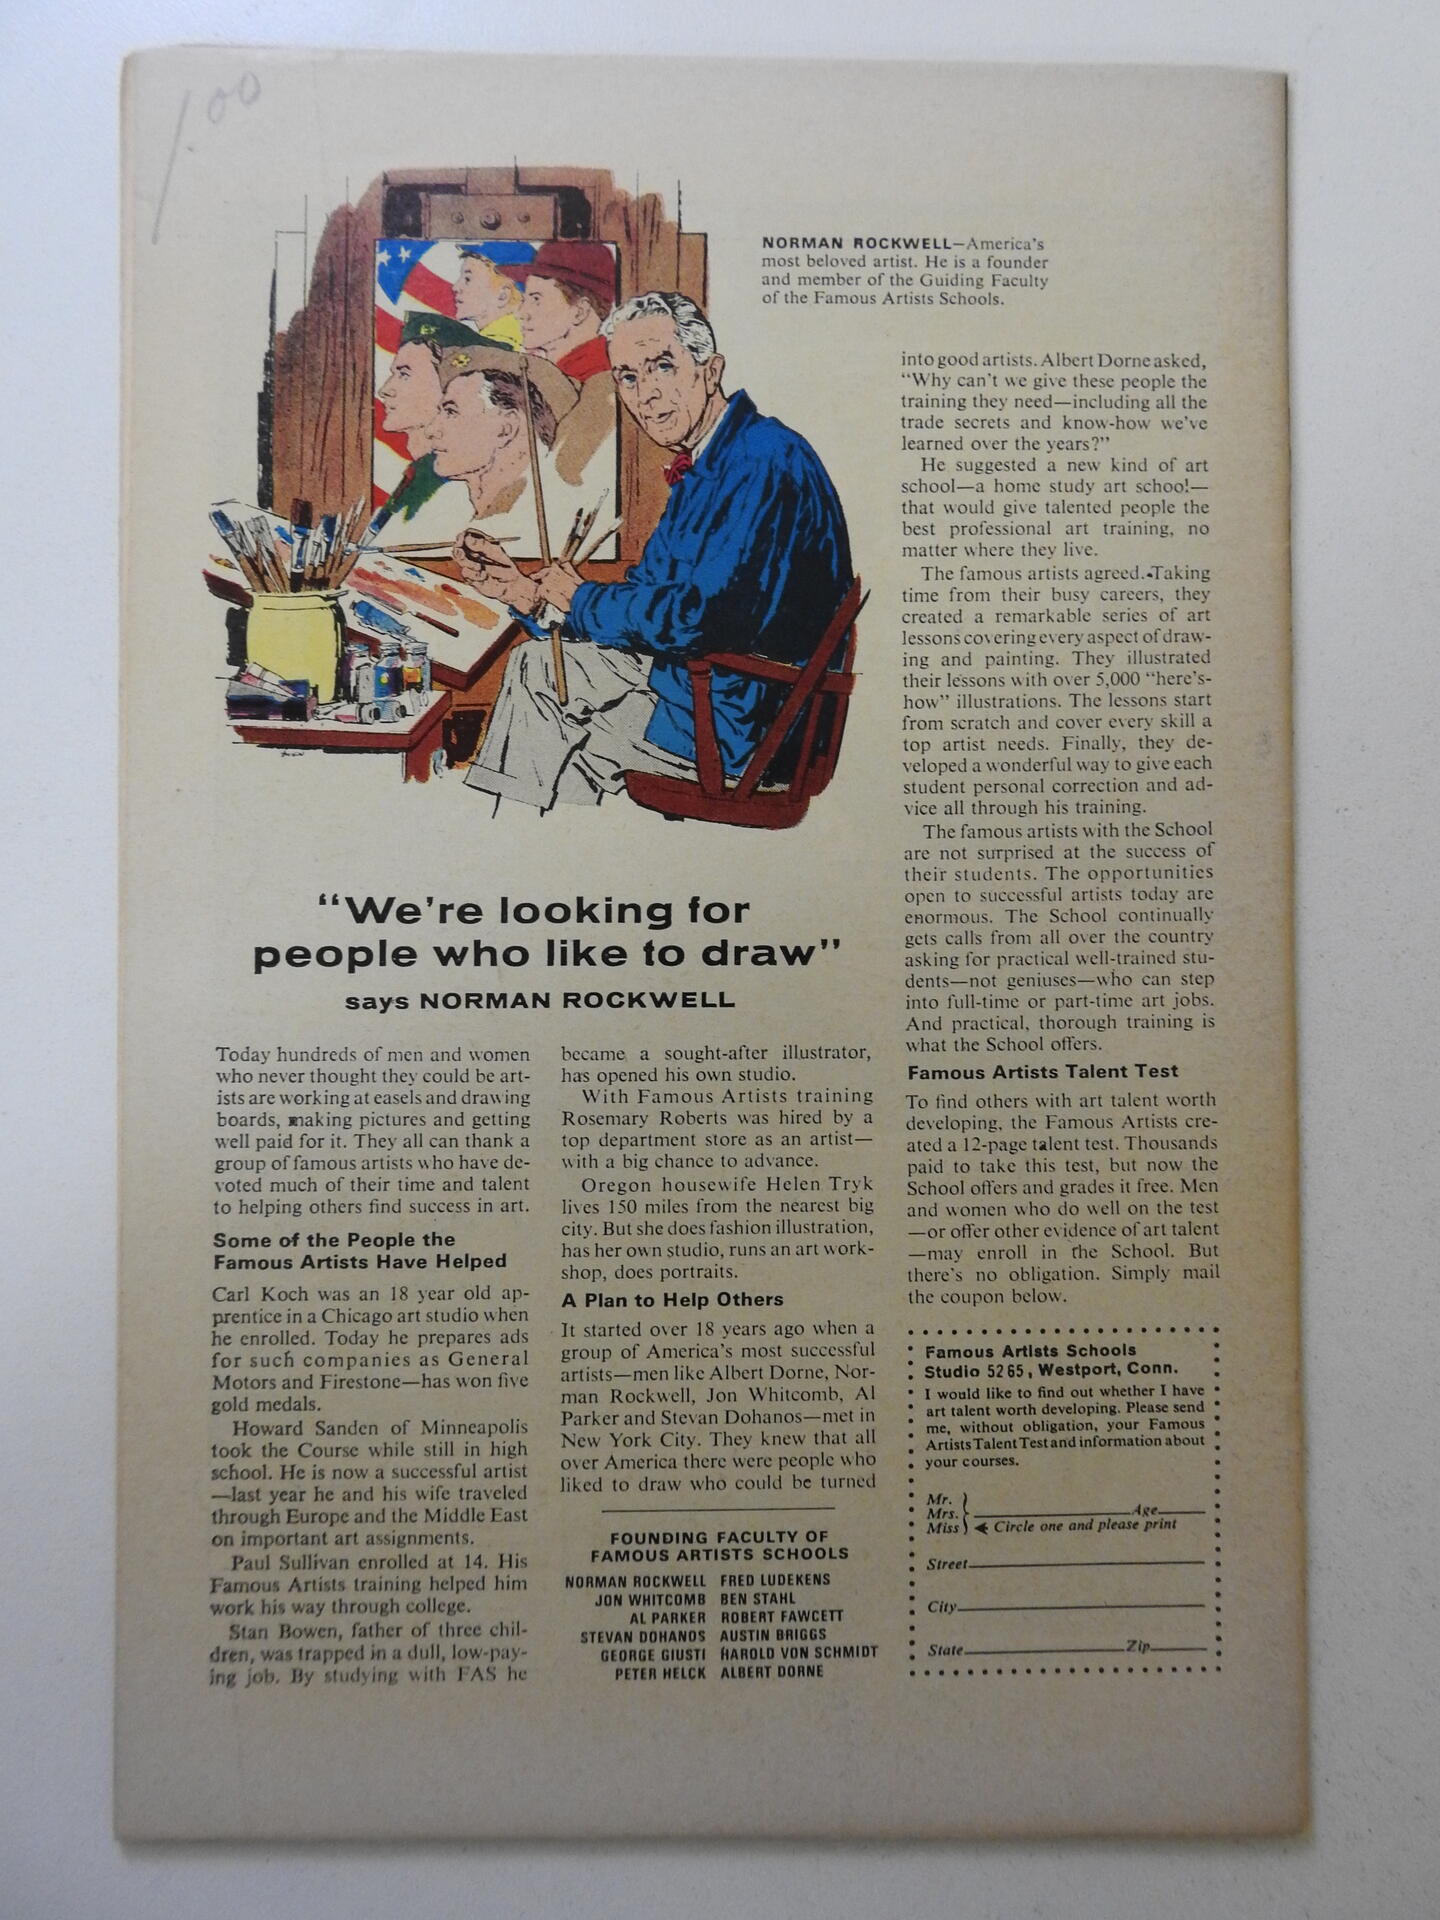 1.00
NORMAN ROCKWELL—America's
most beloved artist. He is a founder
and member of the Guiding Faculty
of the Famous Artists Schools.
"We're looking for
people who like to draw"
says NORMAN ROCKWELL
Today hundreds of men and women
who never thought they could be art-
ists are working at easels and drawing
boards, making pictures and getting
well paid for it. They all can thank a
group of famous artists who have de-
voted much of their time and talent
to helping others find success in art.
Some of the People the
Famous Artists Have Helped
Carl Koch was an 18 year old ap-
prentice in a Chicago art studio when
he enrolled. Today he prepares ads
for such companies as General
Motors and Firestone—has won five
gold medals.
Howard Sanden of Minneapolis
took the Course while still in high
school. He is now a successful artist
—last year he and his wife traveled
through Europe and the Middle East
on important art assignments.
Paul Sullivan enrolled at 14. His
Famous Artists training helped him
work his way through college.
Stan Bowen, father of three chil-
dren, was trapped in a dull, low-pay-
ing job. By studying with FAS he
became a sought-after illustrator,
has opened his own studio.
With Famous Artists training
Rosemary Roberts was hired by a
top department store as an artist—
with a big chance to advance.
Oregon housewife Helen Tryk
lives 150 miles from the nearest big
city. But she does fashion illustration,
has her own studio, runs an art work-
shop, does portraits.
A Plan to Help Others
It started over 18 years ago when a
group of America's most successful
artists—men like Albert Dorne, Nor-
man Rockwell, Jon Whitcomb, Al
Parker and Stevan Dohanos—met in
New York City. They knew that all
over America there were people who
liked to draw who could be turned
into good artists. Albert Dorne asked,
"Why can't we give these people the
training they need—including all the
trade secrets and know-how we've
learned over the years?"
He suggested a new kind of art
school—a home study art school—
that would give talented people the
best professional art training, no
matter where they live.
The famous artists agreed. Taking
time from their busy careers, they
created a remarkable series of art
lessons covering every aspect of draw-
ing and painting. They illustrated
their lessons with over 5,000 "here's-
how" illustrations. The lessons start
from scratch and cover every skill a
top artist needs. Finally, they de-
veloped a wonderful way to give each
student personal correction and ad-
vice all through his training.
The famous artists with the School
are not surprised at the success of
their students. The opportunities
open to successful artists today are
enormous. The School continually
gets calls from all over the country
asking for practical well-trained stu-
dents—not geniuses—who can step
into full-time or part-time art jobs.
And practical, thorough training is
what the School offers.
Famous Artists Talent Test
To find others with art talent worth
developing, the Famous Artists cre-
ated a 12-page talent test. Thousands
paid to take this test, but now the
School offers and grades it free. Men
and women who do well on the test
—or offer other evidence of art talent
—may enroll in the School. But
there's no obligation. Simply mail
the coupon below.
FOUNDING FACULTY OF
FAMOUS ARTISTS SCHOOLS
NORMAN ROCKWELL FRED LUDEKENS
JON WHITCOMB BEN STAHL
AL PARKER ROBERT FAWCETT
STEVAN DOHANOS AUSTIN BRIGGS
GEORGE GIUSTI HAROLD VON SCHMIDT
PETER HELCK ALBERT DORNE
Famous Artists Schools
Studio 5265, Westport, Conn.
I would like to find out whether I have
art talent worth developing. Please send
me, without obligation, your Famous
Artists Talent Test and information about
your courses.
Mr.
Mrs. Age
Miss Circle one and please print
Street
City
State Zip